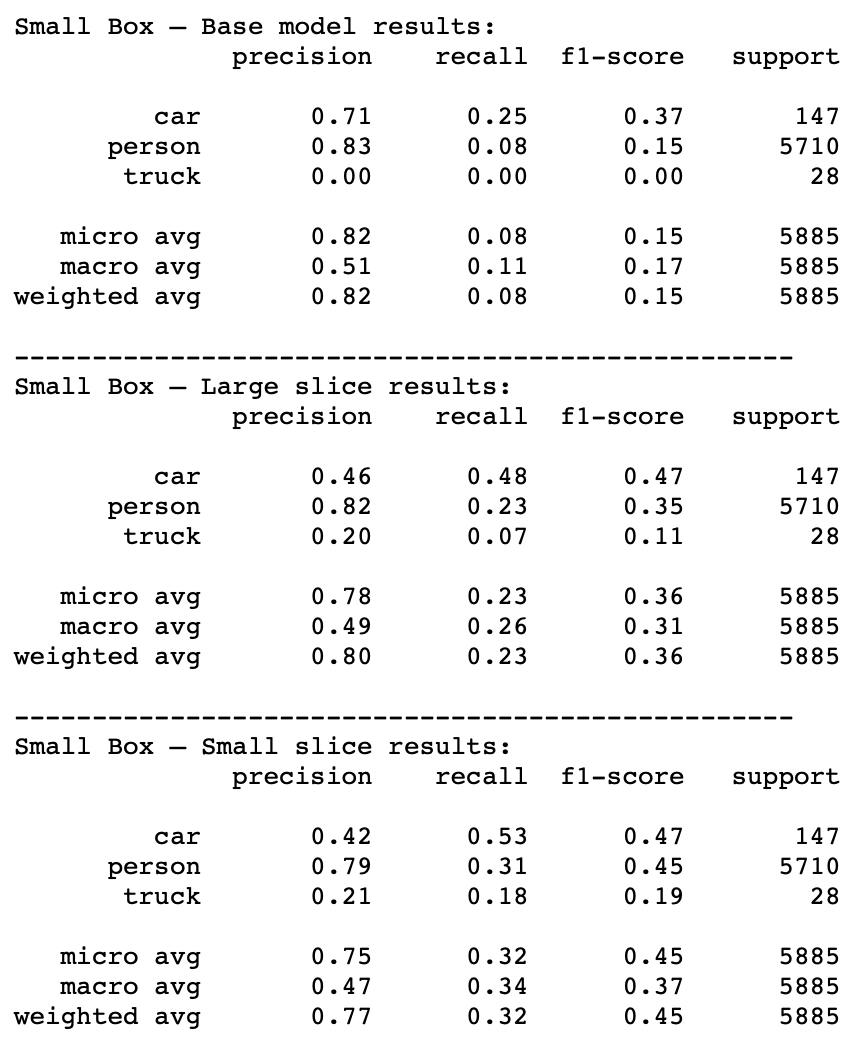 Small Box – Base model results:
precision recall f1-score support
car 0.71 0.25 0.37 147
person 0.83 0.08 0.15 5710
truck 0.00 0.00 0.00 28
micro avg 0.82 0.08 0.15 5885
macro avg 0.51 0.11 0.17 5885
weighted avg 0.82 0.08 0.15 5885
--------------------------------------------------
Small Box – Large slice results:
precision recall f1-score support
car 0.46 0.48 0.47 147
person 0.82 0.23 0.35 5710
truck 0.20 0.07 0.11 28
micro avg 0.78 0.23 0.36 5885
macro avg 0.49 0.26 0.31 5885
weighted avg 0.80 0.23 0.36 5885
--------------------------------------------------
Small Box – Small slice results:
precision recall f1-score support
car 0.42 0.53 0.47 147
person 0.79 0.31 0.45 5710
truck 0.21 0.18 0.19 28
micro avg 0.75 0.32 0.45 5885
macro avg 0.47 0.34 0.37 5885
weighted avg 0.77 0.32 0.45 5885